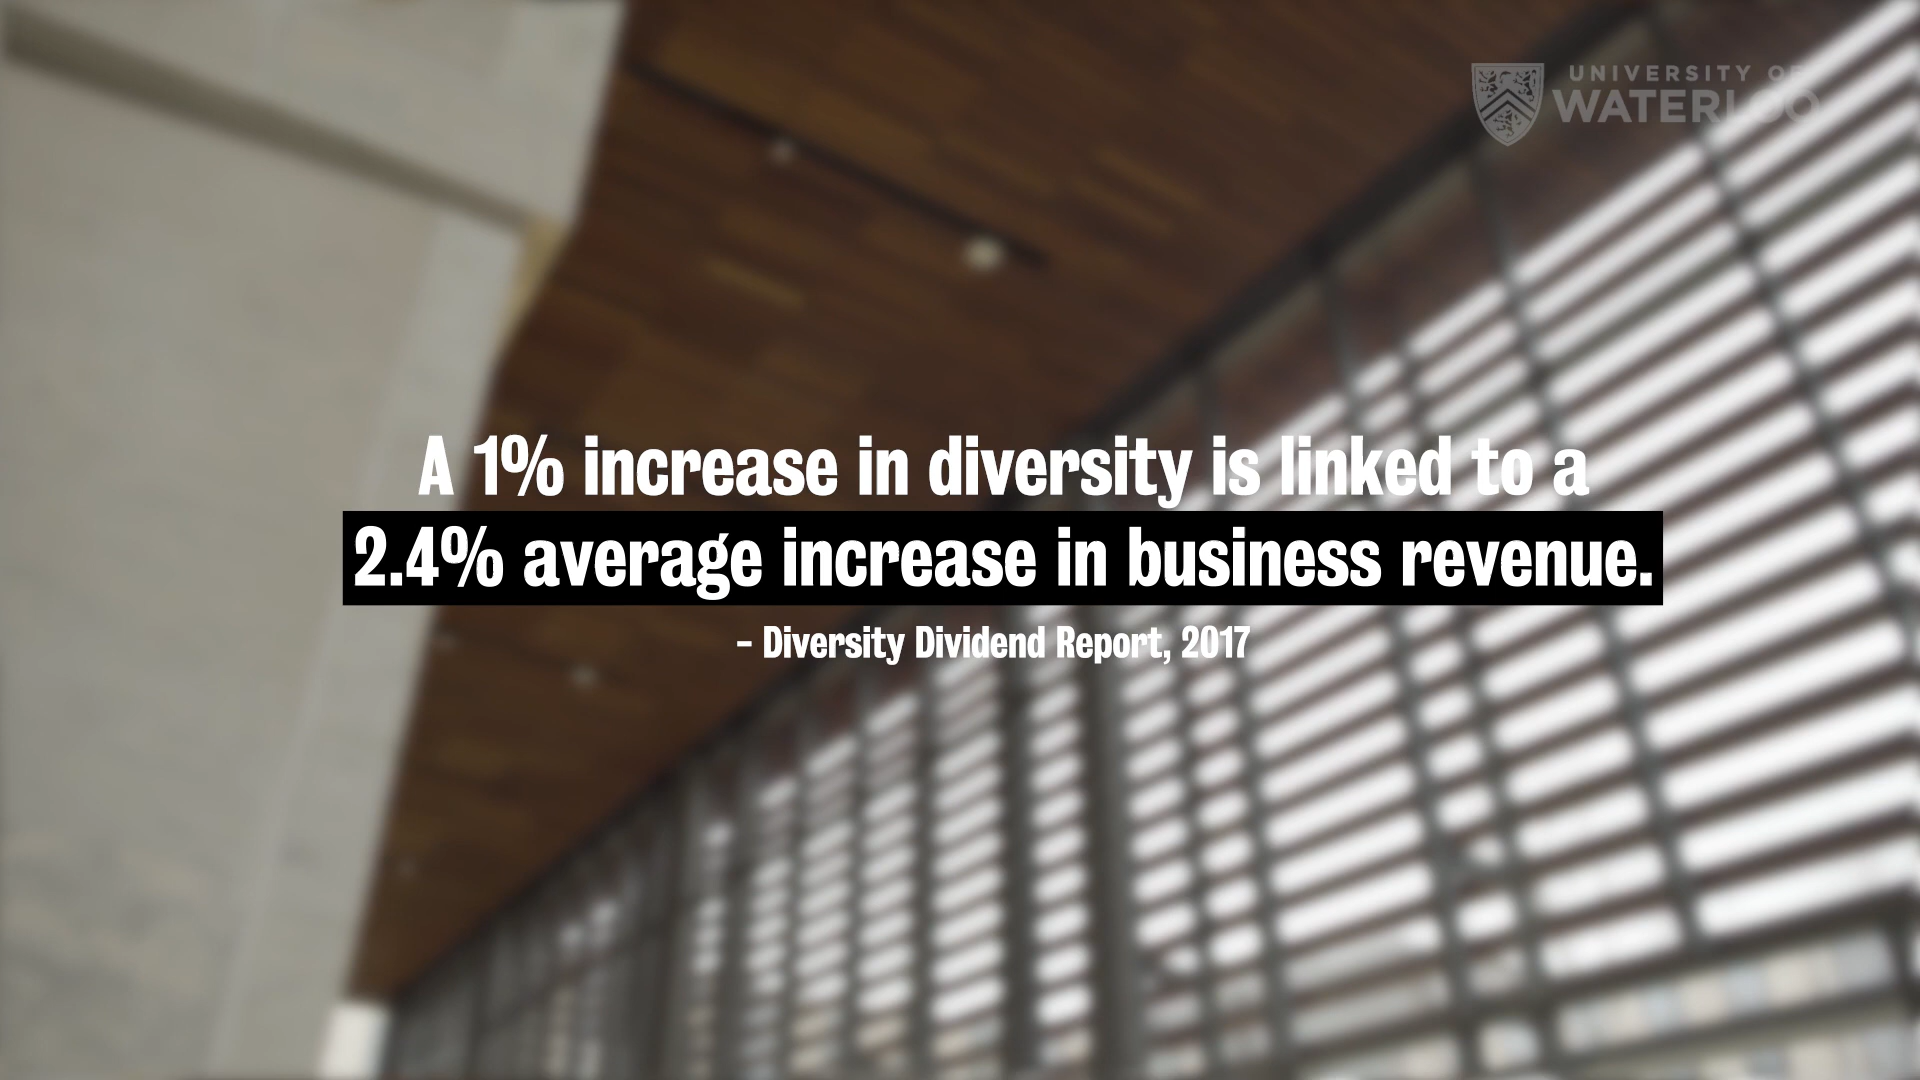 UNIVERSITY OF
WATERLOO
A 1% increase in diversity is linked to a
2.4% average increase in business revenue.
- Diversity Dividend Report, 2017